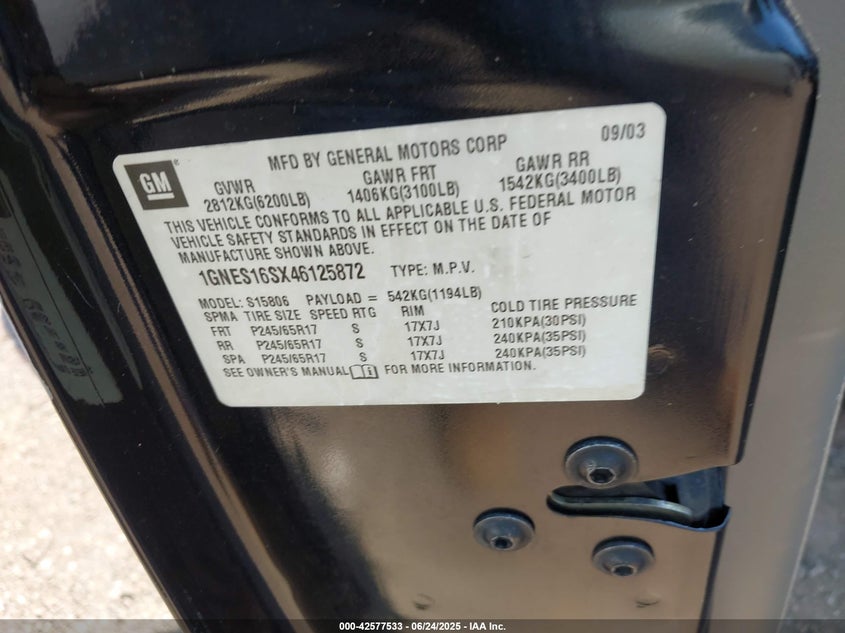 MFD BY GENERAL MOTORS CORP 09/03
GM
GVWR GAWR FRT GAWR RR
2812KG(6200LB) 1406KG(3100LB) 1542KG(3400LB)
THIS VEHICLE CONFORMS TO ALL APPLICABLE U.S. FEDERAL MOTOR
VEHICLE SAFETY STANDARDS IN EFFECT ON THE DATE OF
MANUFACTURE SHOWN ABOVE.
1GNES16SX46125872 TYPE: M.P.V.
MODEL: S15806 PAYLOAD = 542KG(1194LB)
SPMA TIRE SIZE SPEED RTG RIM COLD TIRE PRESSURE
FRT P245/65R17 S 17X7J 210KPA(30PSI)
RR P245/65R17 S 17X7J 240KPA(35PSI)
SPA P245/65R17 S 17X7J 240KPA(35PSI)
SEE OWNER'S MANUAL FOR MORE INFORMATION.
000-42577533 - 06/24/2025 - IAA Inc.